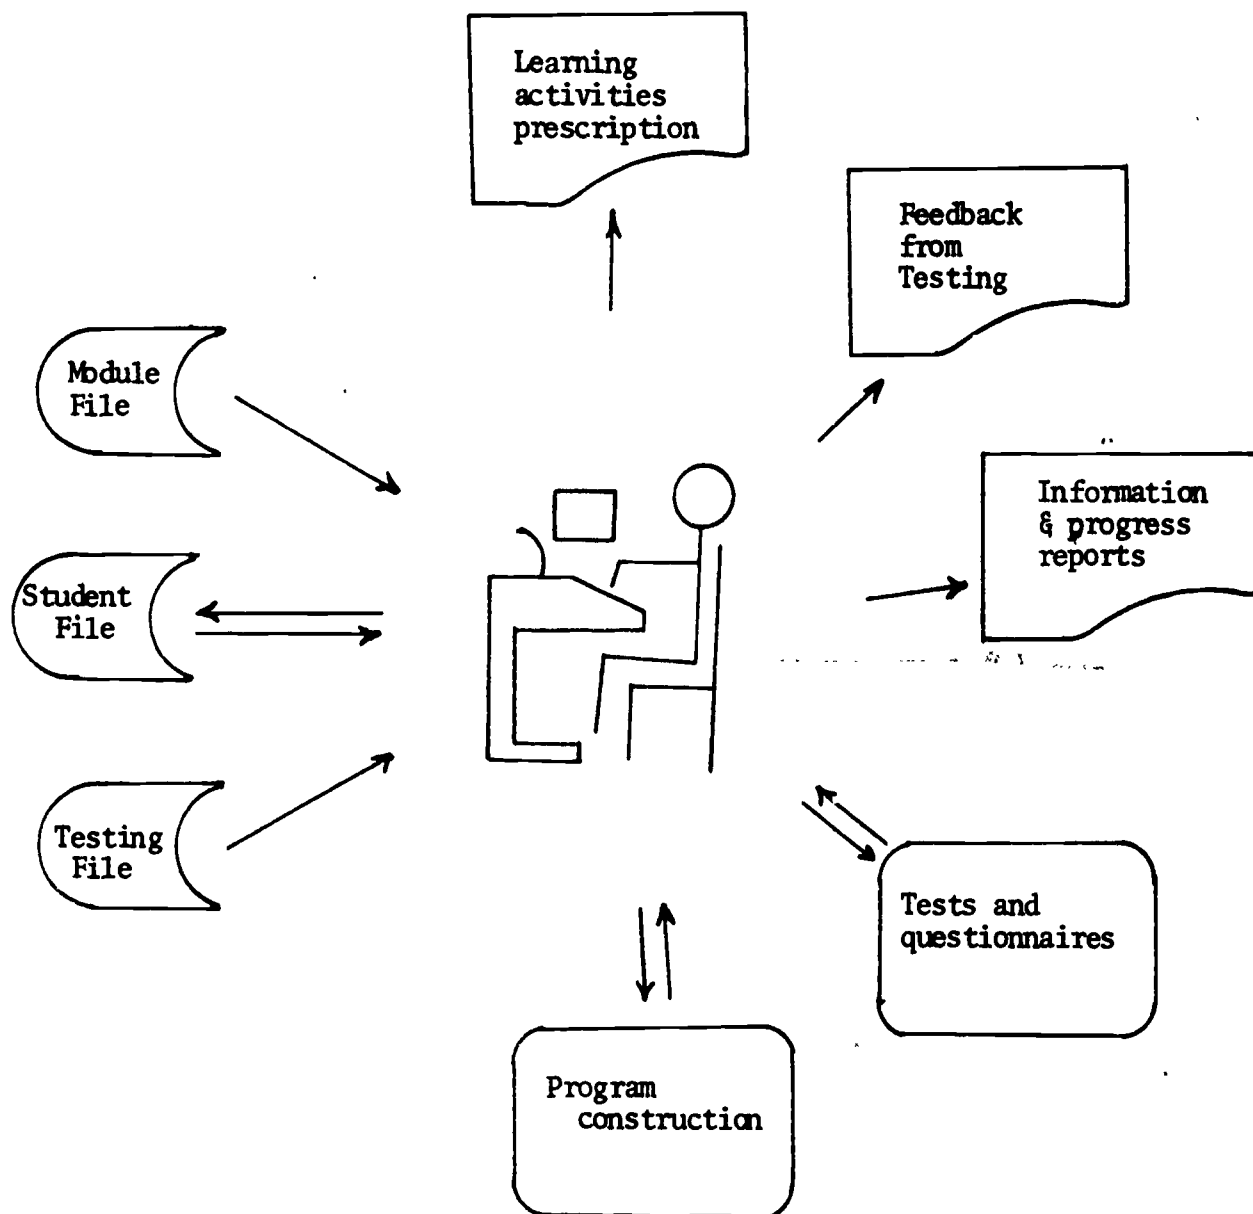 Learning
activities
prescription
Feedback
from
Testing
Module
File
Information
& progress
reports
Student
File
Testing
File
Tests and
questionnaires
Program
construction